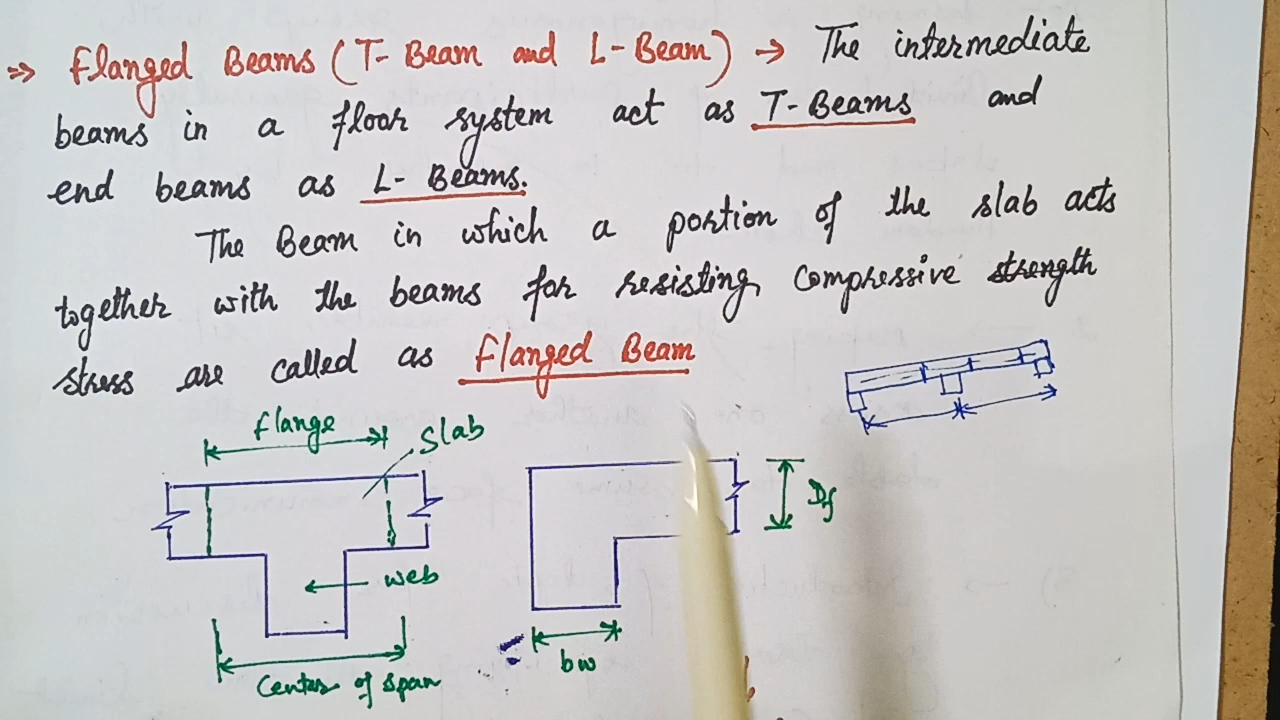 ⇒ Flanged Beams (T-Beam and L-Beam) → The intermediate
beams in a floor system act as T-Beams and
end beams as L-Beams.
The Beam in which a portion of the slab acts
together with the beams for resisting compressive strength
stress are called as Flanged Beam
Flange
Slab
Df
web
bw
Center of span